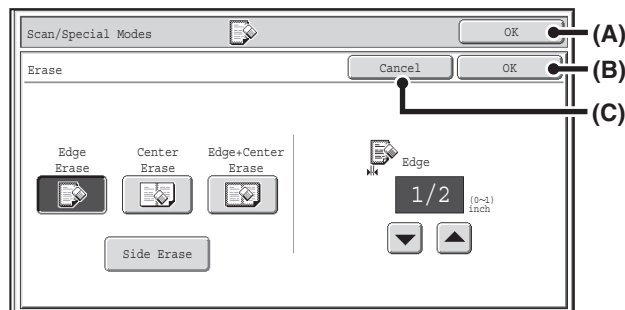 Scan/Special Modes OK (A)
Erase Cancel OK (B)
(C)
Edge Center Edge+Center Edge
Erase Erase Erase
1/2 (0~1)
inch
Side Erase